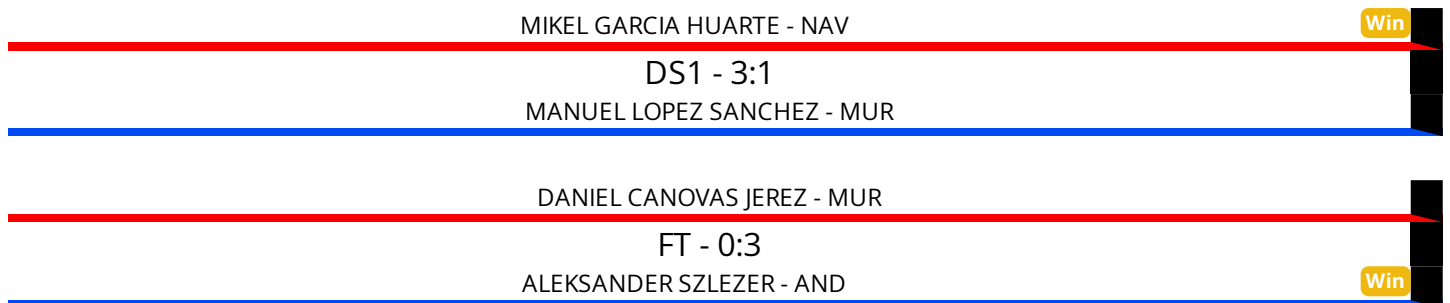 MIKEL GARCIA HUARTE - NAV
Win
DS1 - 3:1
MANUEL LOPEZ SANCHEZ - MUR
DANIEL CANOVAS JEREZ - MUR
FT - 0:3
ALEKSANDER SZLEZER - AND
Win